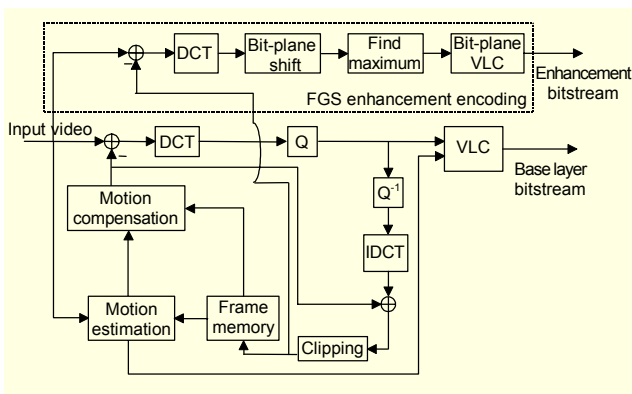 DCT
Bit-plane
shift
Find
maximum
Bit-plane
VLC
Enhancement
bitstream
FGS enhancement encoding
Input video
DCT
Q
VLC
Base layer
bitstream
Motion
compensation
Q-1
IDCT
Motion
estimation
Frame
memory
Clipping